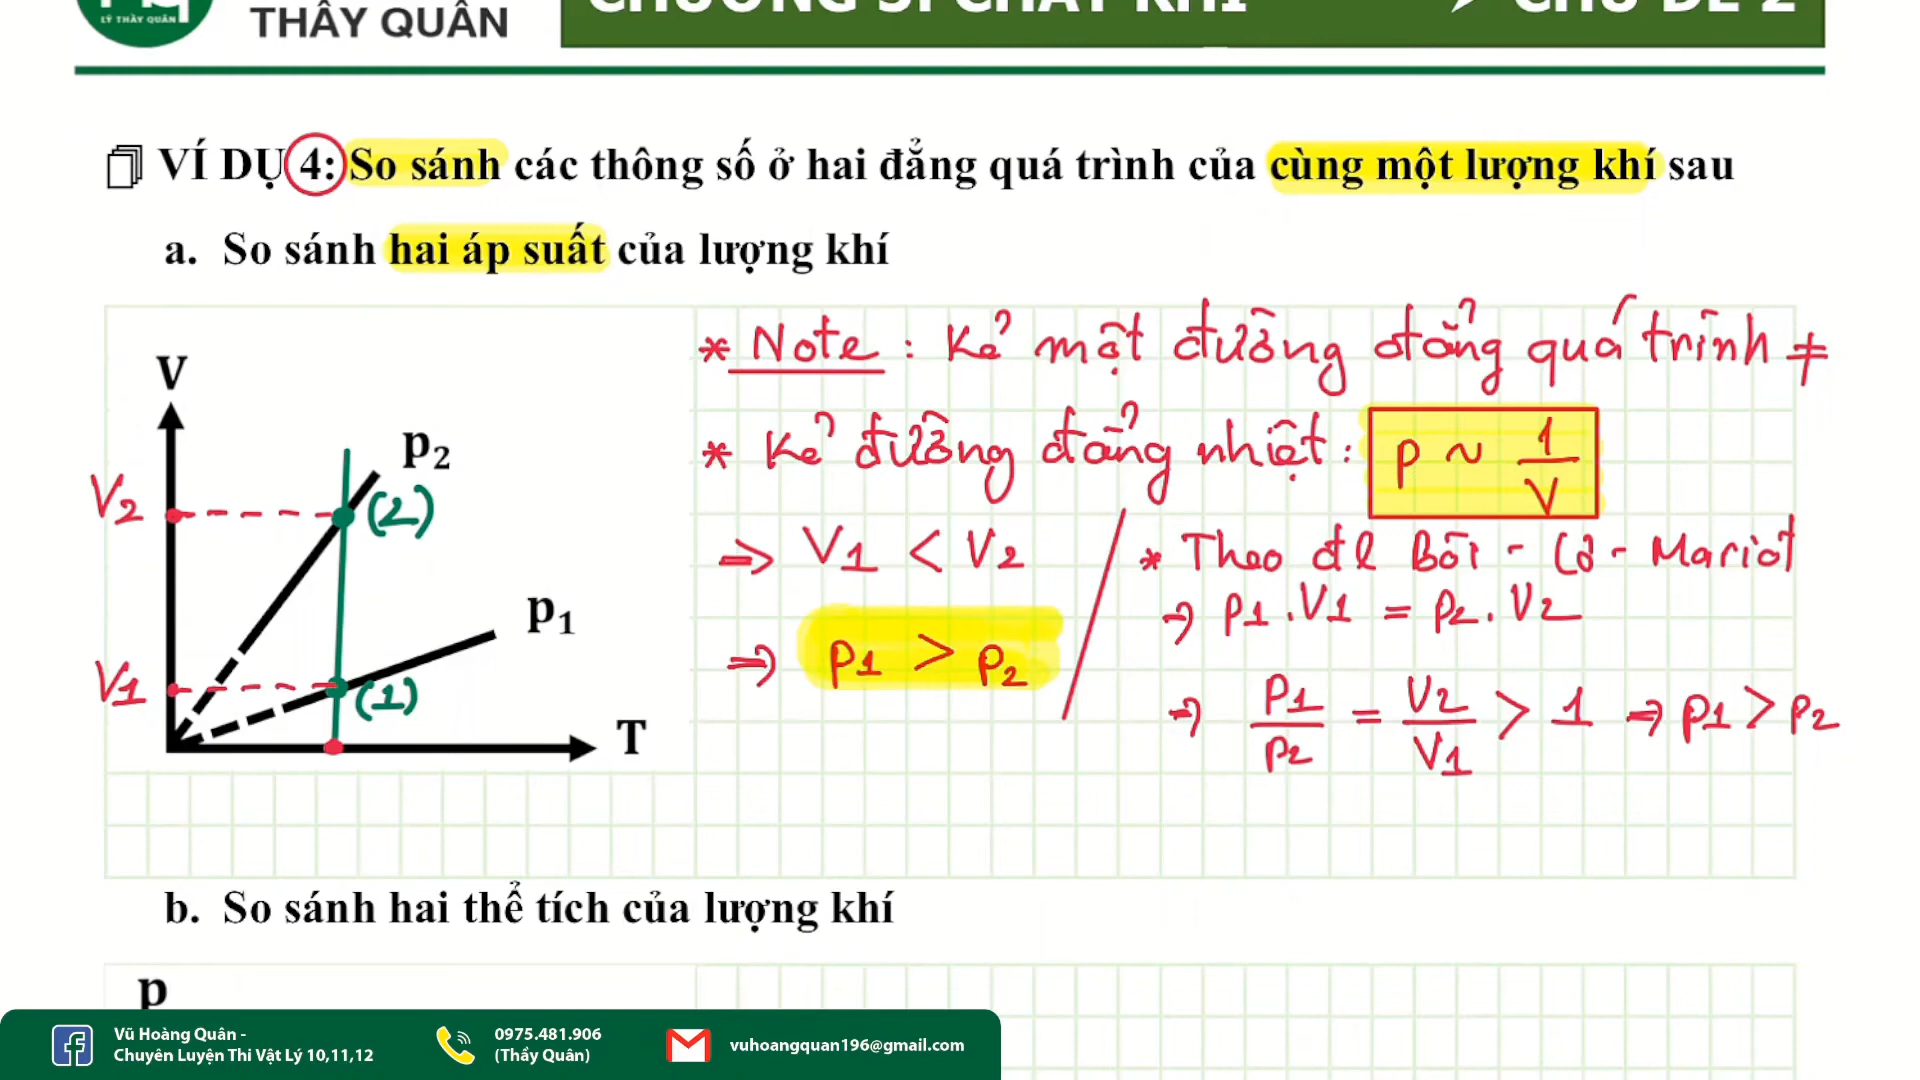 LÝ THẦY QUÂN
THẦY QUÂN
VÍ DỤ 4: So sánh các thông số ở hai đẳng quá trình của cùng một lượng khí sau
a. So sánh hai áp suất của lượng khí
V
p2
V2
(2)
p1
V1
(1)
T
* Note : Kẻ một đường đẳng quá trình ≠
* Kẻ đường đẳng nhiệt : p ~ 1/V
⇒ V1 < V2
⇒ p1 > p2
* Theo đl Bôi - Lơ - Mariot
⇒ p1 . V1 = p2 . V2
⇒ p1/p2 = V2/V1 > 1 ⇒ p1 > p2
b. So sánh hai thể tích của lượng khí
p
Vũ Hoàng Quân -
Chuyên Luyện Thi Vật Lý 10,11,12
0975.481.906
(Thầy Quân)
vuhoangquan196@gmail.com